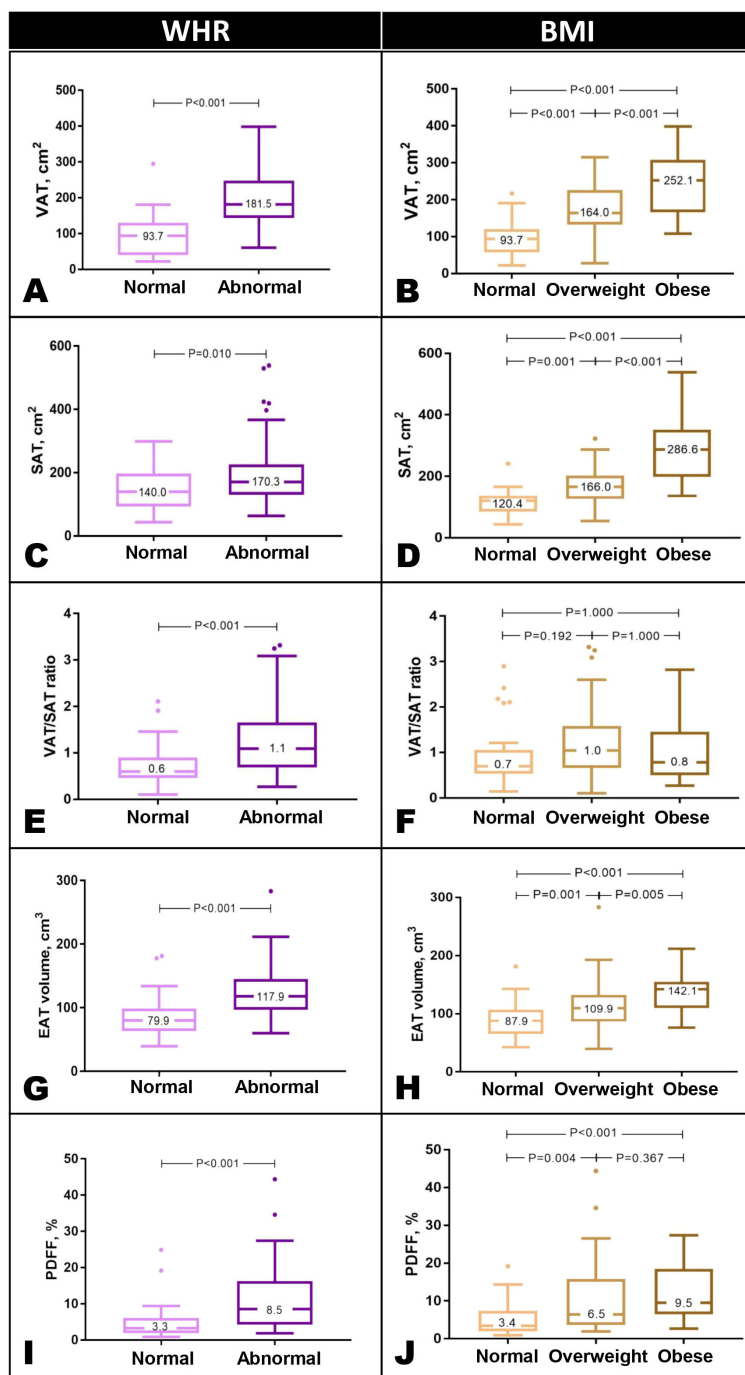 WHR
BMI
VAT, cm²
500
400
300
200
100
0
P<0.001
93.7
181.5
Normal Abnormal
A
VAT, cm²
500
400
300
200
100
0
P<0.001
P<0.001 P<0.001
93.7
164.0
252.1
Normal Overweight Obese
B
SAT, cm²
600
400
200
0
P=0.010
140.0
170.3
Normal Abnormal
C
SAT, cm²
600
400
200
0
P<0.001
P=0.001 P<0.001
120.4
166.0
286.6
Normal Overweight Obese
D
VAT/SAT ratio
4
3
2
1
0
P<0.001
0.6
1.1
Normal Abnormal
E
VAT/SAT ratio
4
3
2
1
0
P=1.000
P=0.192 P=1.000
0.7
1.0
0.8
Normal Overweight Obese
F
EAT volume, cm³
300
200
100
0
P<0.001
79.9
117.9
Normal Abnormal
G
EAT volume, cm³
300
200
100
0
P<0.001
P=0.001 P=0.005
87.9
109.9
142.1
Normal Overweight Obese
H
PDFF, %
50
40
30
20
10
0
P<0.001
3.3
8.5
Normal Abnormal
I
PDFF, %
50
40
30
20
10
0
P<0.001
P=0.004 P=0.367
3.4
6.5
9.5
Normal Overweight Obese
J